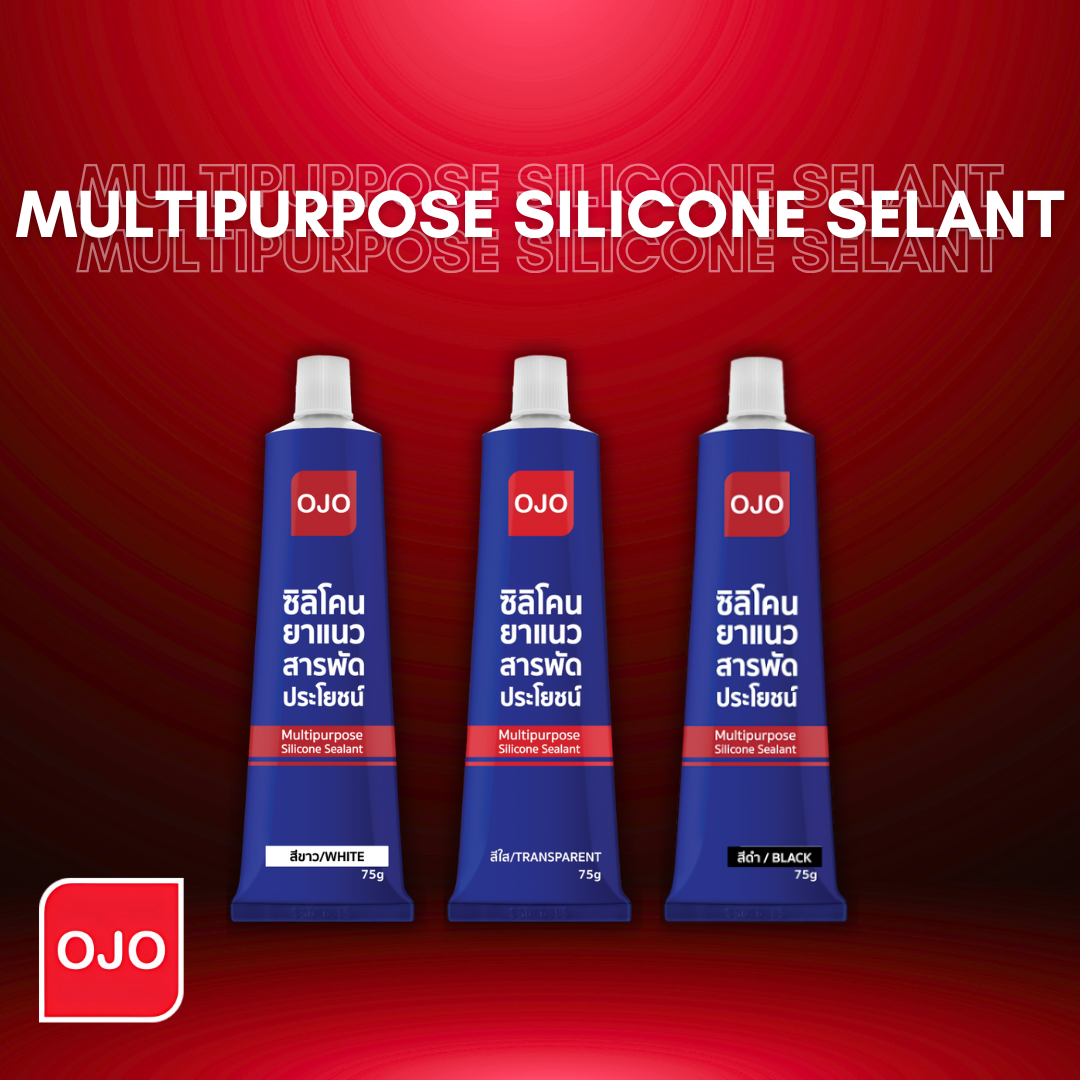 MULTIPURPPOSE SILICONE SELANT
MULTIPURPOSE SILICONE SELANT
MULTIPURPOSE SILICONE SELANT
OJO
ซิลิโคน
ยาแนว
สารพัด
ประโยชน์
Multipurpose
Silicone Sealant
สีขาว/WHITE
75g
OJO
ซิลิโคน
ยาแนว
สารพัด
ประโยชน์
Multipurpose
Silicone Sealant
สีใส/TRANSPARENT
75g
OJO
ซิลิโคน
ยาแนว
สารพัด
ประโยชน์
Multipurpose
Silicone Sealant
สีดำ / BLACK
75g
OJO